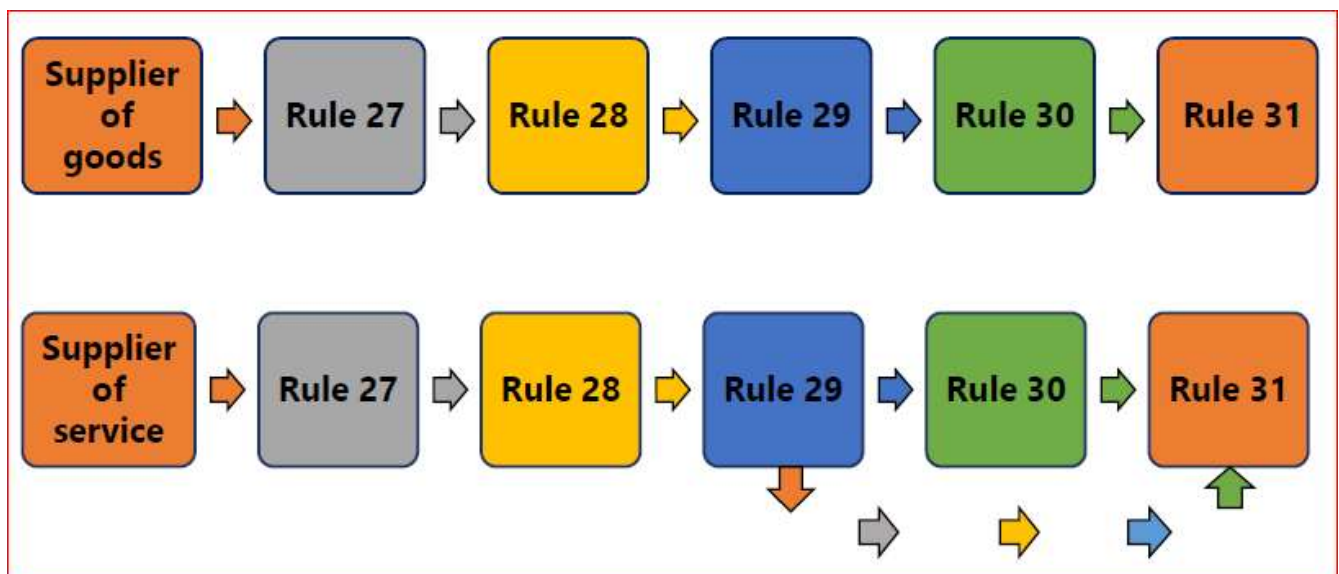 Supplier
of
goods
Rule 27
Rule 28
Rule 29
Rule 30
Rule 31
Supplier
of
service
Rule 27
Rule 28
Rule 29
Rule 30
Rule 31